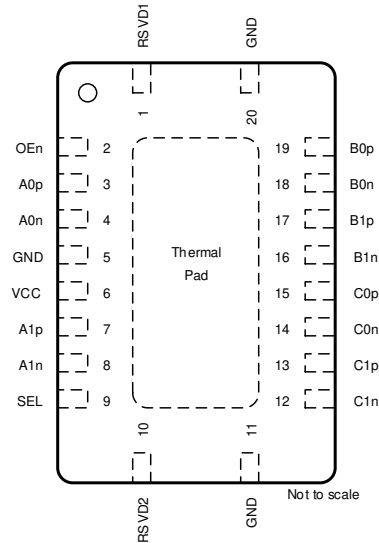 RSVD1
GND
1
20
OEn 2
19 B0p
A0p 3
18 B0n
A0n 4
17 B1p
GND 5
16 B1n
VCC 6
15 C0p
A1p 7
14 C0n
A1n 8
13 C1p
SEL 9
12 C1n
Thermal
Pad
10
11
RSVD2
GND
Not to scale